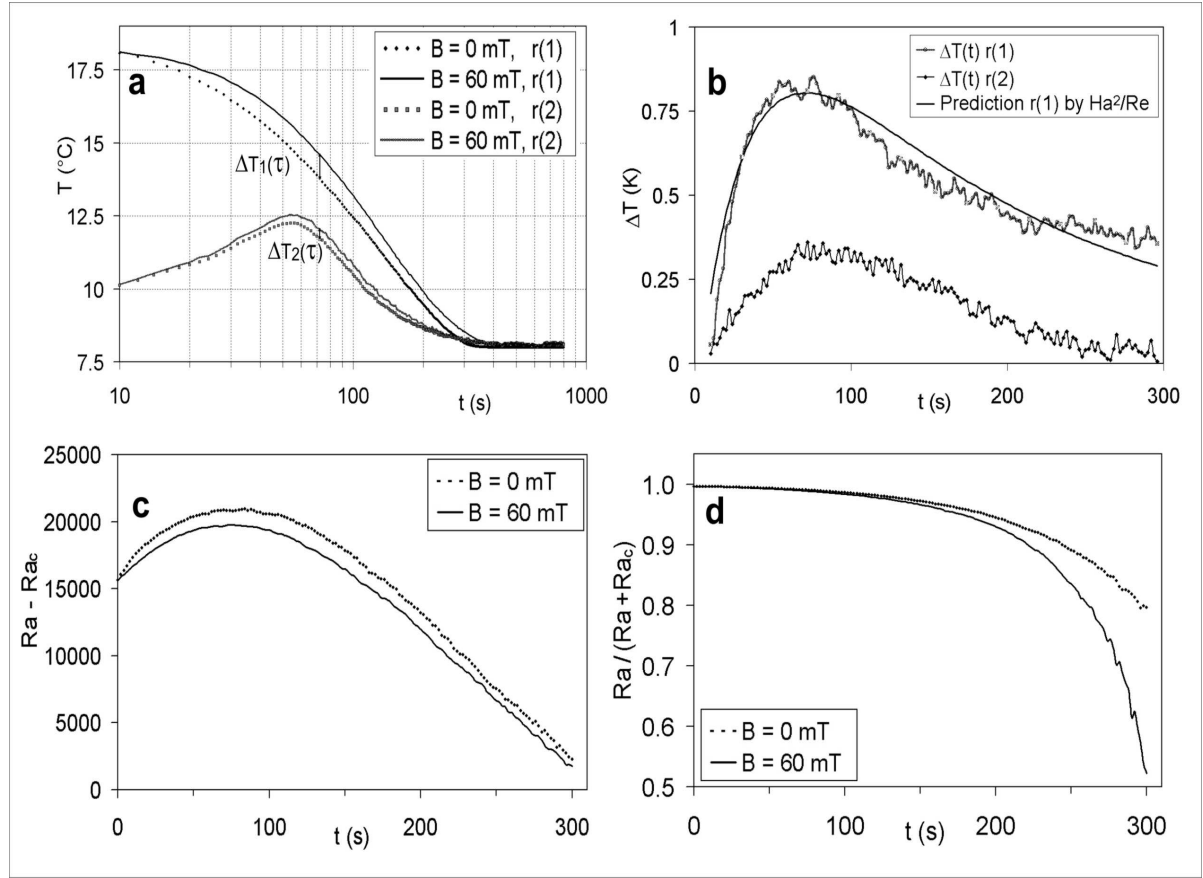 a
T (°C)
17.5
15
12.5
10
7.5
B = 0 mT, r(1)
B = 60 mT, r(1)
B = 0 mT, r(2)
B = 60 mT, r(2)
ΔT₁(τ)
ΔT₂(τ)
10
100
1000
t (s)
b
ΔT (K)
1
0.75
0.5
0.25
0
ΔT(t) r(1)
ΔT(t) r(2)
Prediction r(1) by Ha²/Re
0
100
200
300
t (s)
c
Ra - Raᴄ
25000
20000
15000
10000
5000
0
B = 0 mT
B = 60 mT
0
100
200
300
t (s)
d
Ra / (Ra +Raᴄ)
1.0
0.9
0.8
0.7
0.6
0.5
B = 0 mT
B = 60 mT
0
100
200
300
t (s)